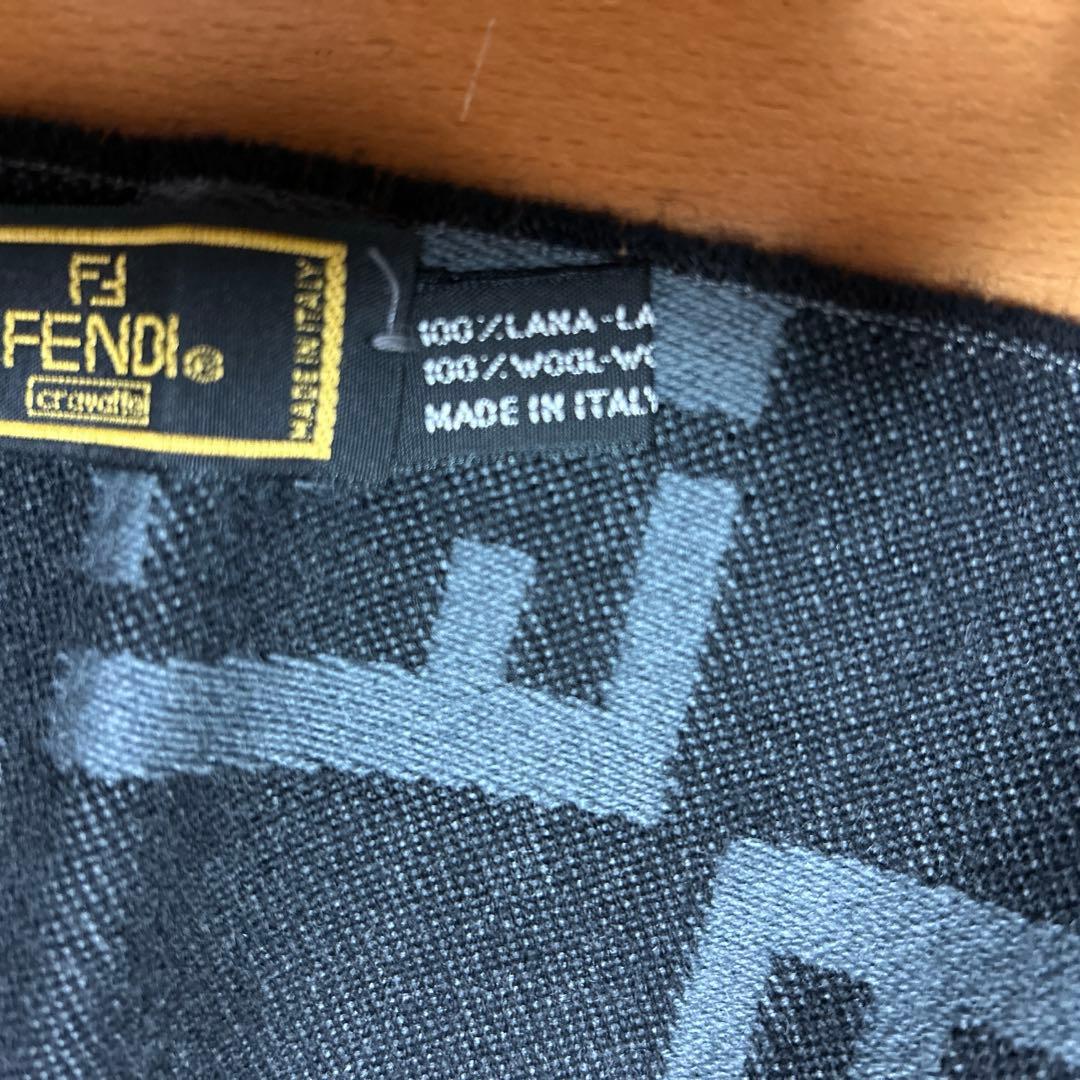 FF
FENDI®
cravatte
MADE IN ITALY
100%LANA-LA
100%WOOL-WO
MADE IN ITALY